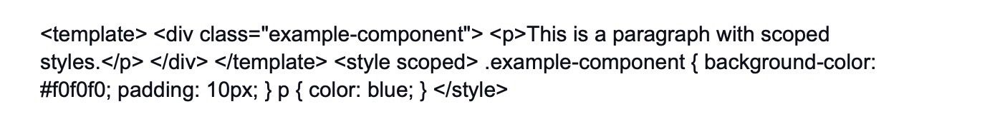 <template> <div class="example-component"> <p>This is a paragraph with scoped
styles.</p> </div> </template> <style scoped> .example-component { background-color:
#f0f0f0; padding: 10px; } p { color: blue; } </style>